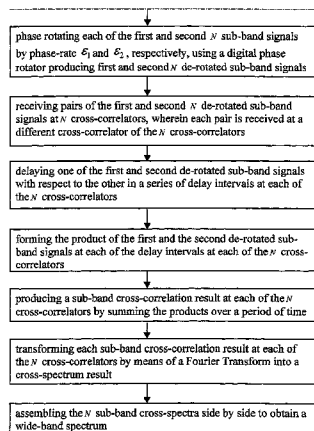 phase rotating each of the first and second N sub-band signals
by phase-rate ε₁ and ε₂, respectively, using a digital phase
rotator producing first and second N de-rotated sub-band signals
receiving pairs of the first and second N de-rotated sub-band
signals at N cross-correlators, wherein each pair is received at a
different cross-correlator of the N cross-correlators
delaying one of the first and second de-rotated sub-band signals
with respect to the other in a series of delay intervals at each of
the N cross-correlators
forming the product of the first and the second de-rotated sub-
band signals at each of the delay intervals at each of the N cross-
correlators
producing a sub-band cross-correlation result at each of the N
cross-correlators by summing the products over a period of time
transforming each sub-band cross-correlation result at each of
the N cross-correlators by means of a Fourier Transform into a
cross-spectrum result
assembling the N sub-band cross-spectra side by side to obtain a
wide-band spectrum